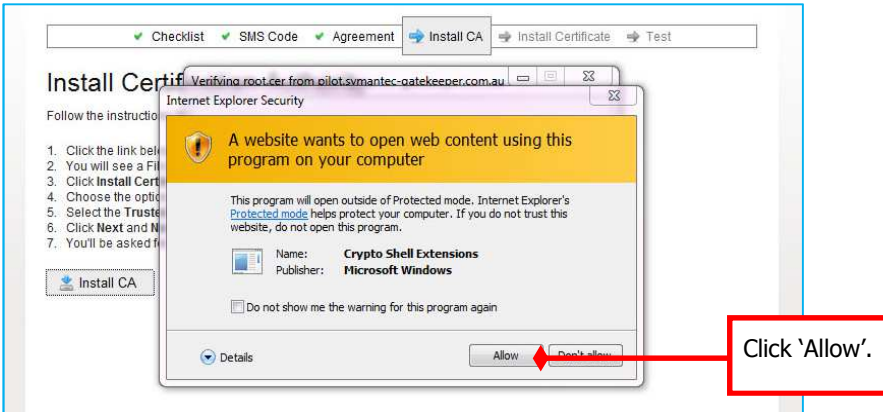 Checklist SMS Code Agreement Install CA Install Certificate Test
Install Certif
Verifying root.cer from pilot.symantec-gatekeeper.com.au
Internet Explorer Security
Follow the instructio
A website wants to open web content using this
program on your computer
1. Click the link bel
2. You will see a Fi
3. Click Install Cert
4. Choose the optio
5. Select the Truste
6. Click Next and N
7. You'll be asked f
This program will open outside of Protected mode. Internet Explorer's
Protected mode helps protect your computer. If you do not trust this
website, do not open this program.
Name: Crypto Shell Extensions
Publisher: Microsoft Windows
Install CA
Do not show me the warning for this program again
Details
Allow
Don't allow
Click ‘Allow’.